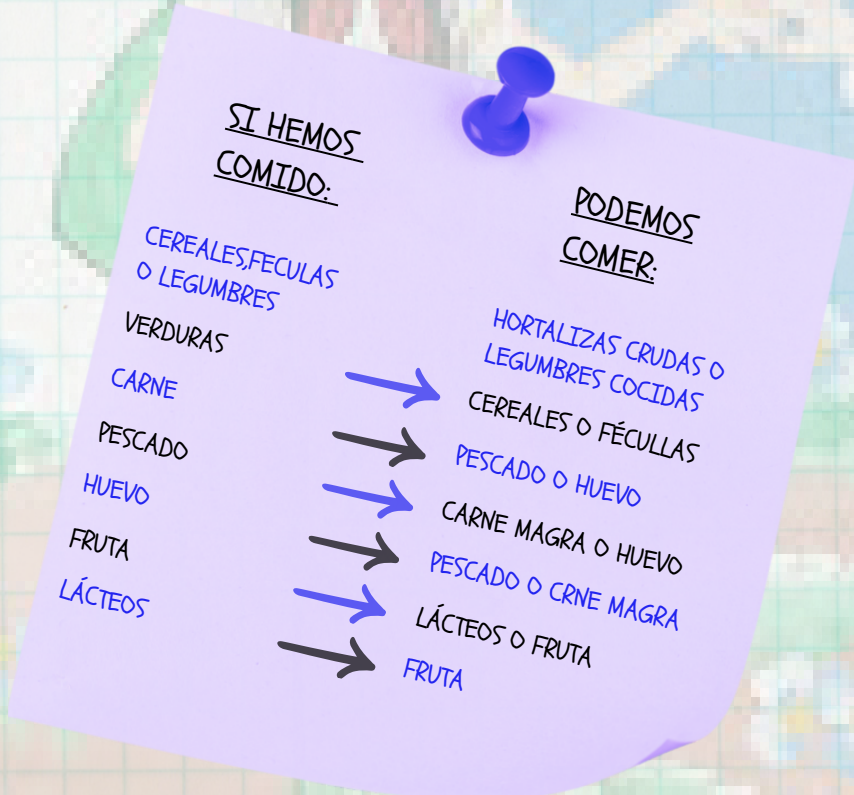 SI HEMOS
COMIDO:
CEREALES,FECULAS
O LEGUMBRES
VERDURAS
CARNE
PESCADO
HUEVO
FRUTA
LÁCTEOS
PODEMOS
COMER:
HORTALIZAS CRUDAS O
LEGUMBRES COCIDAS
CEREALES O FÉCULLAS
PESCADO O HUEVO
CARNE MAGRA O HUEVO
PESCADO O CRNE MAGRA
LÁCTEOS O FRUTA
FRUTA